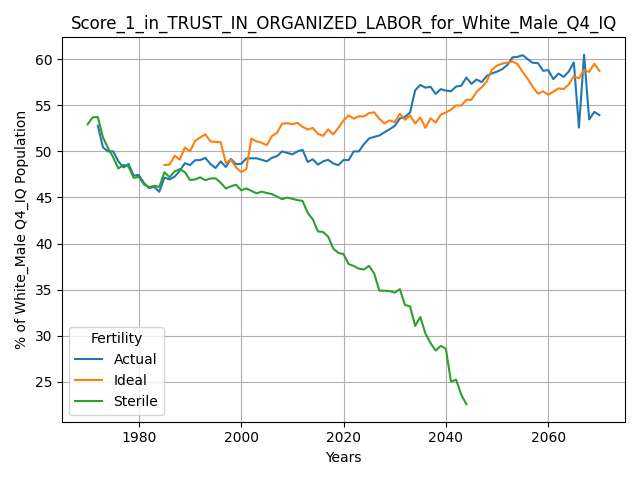 Score_1_in_TRUST_IN_ORGANIZED_LABOR_for_White_Male_Q4_IQ
% of White_Male Q4_IQ Population
60
55
50
45
40
35
30
25
Fertility
Actual
Ideal
Sterile
1980
2000
2020
2040
2060
Years